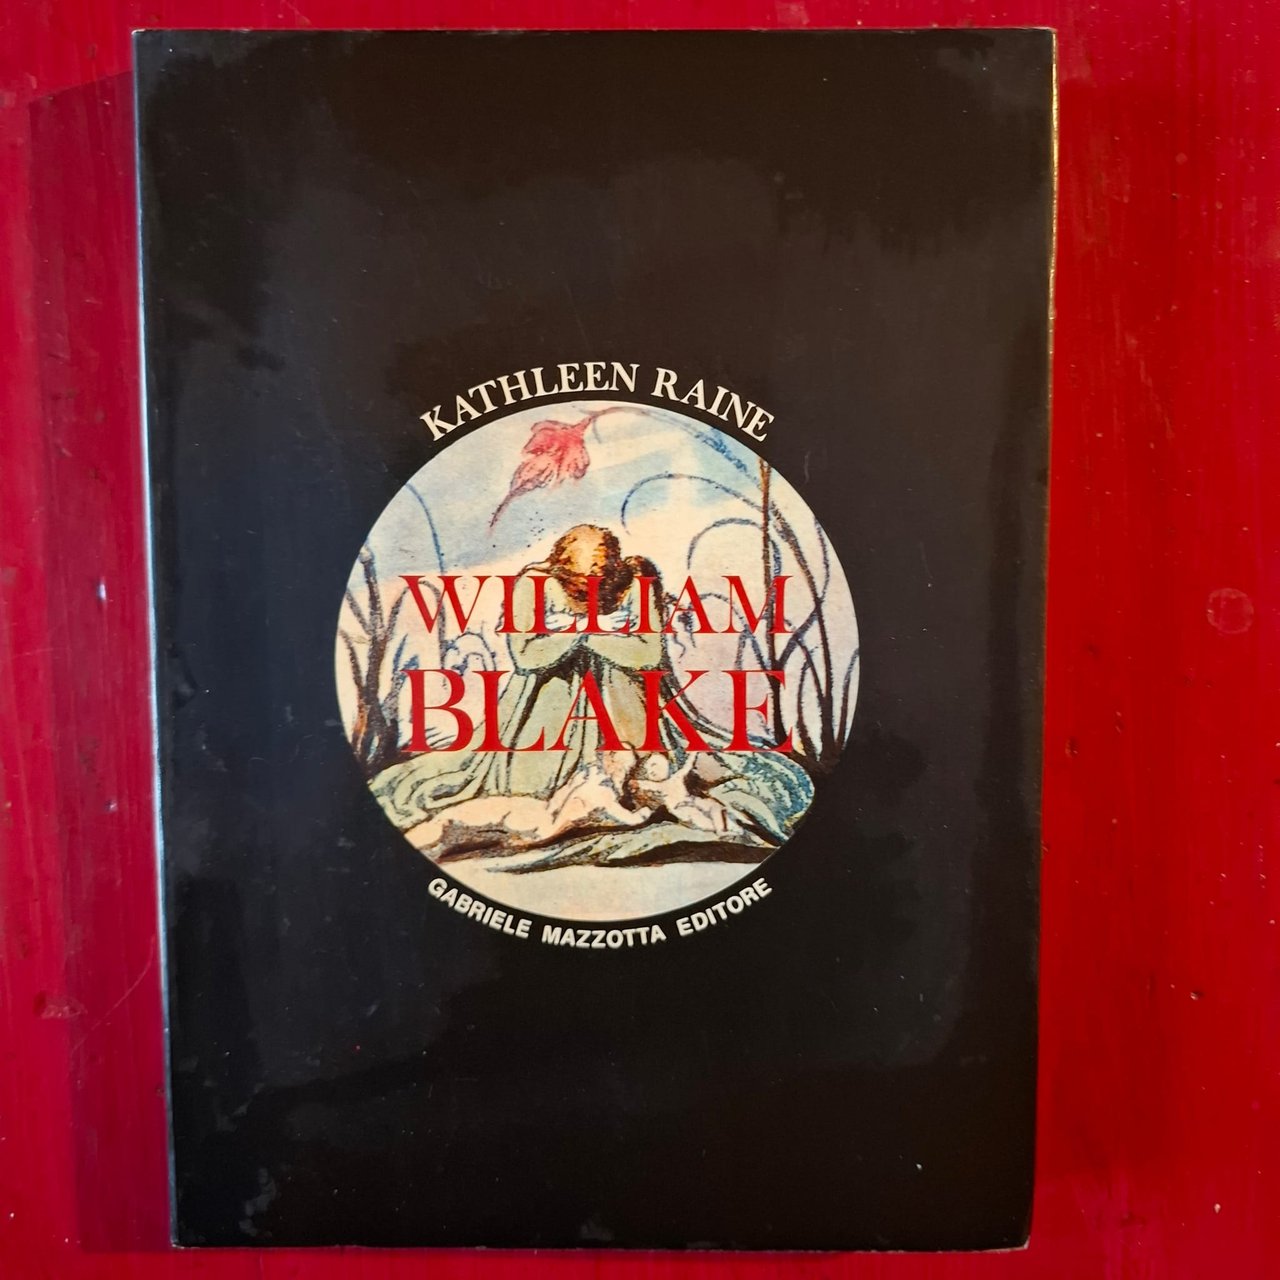 KATHLEEN RAINE
WILLIAM
BLAKE
GABRIELE MAZZOTTA EDITORE